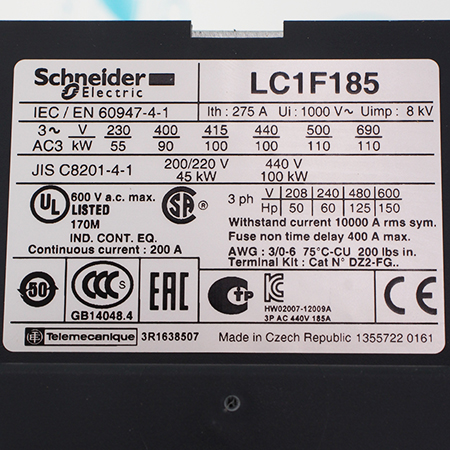 Schneider Electric
LC1F185
IEC / EN 60947-4-1
Ith : 275 A Ui : 1000 V~ Uimp : 8 kV
3~ V 230 400 415 440 500 690
AC3 kW 55 90 100 100 110 110
JIS C8201-4-1 200/220 V 440 V
45 kW 100 kW
UL LISTED 600 V a.c. max.
170M
IND. CONT. EQ.
Continuous current : 200 A
SA
3 ph V 208 240 480 600
Hp 50 60 125 150
Withstand current 10000 A rms sym.
Fuse non time delay 400 A max.
AWG : 3/0-6 75°C-CU 200 lbs in.
Terminal Kit : Cat N° DZ2-FG..
50
CCC S
GB14048.4
CTP
KC
HW02007-12009A
3P AC 440V 185A
CE
Telemecanique 3R1638507
Made in Czech Republic 1355722 0161